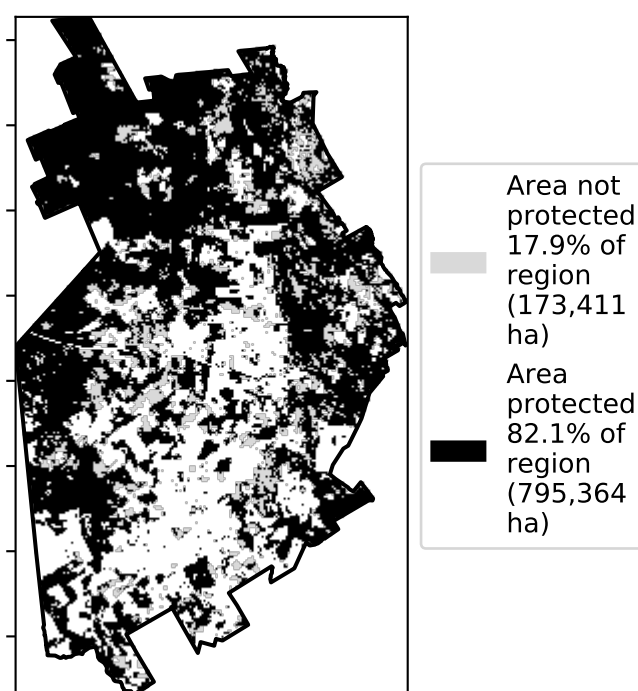 Area not
protected
17.9% of
region
(173,411
ha)
Area
protected
82.1% of
region
(795,364
ha)